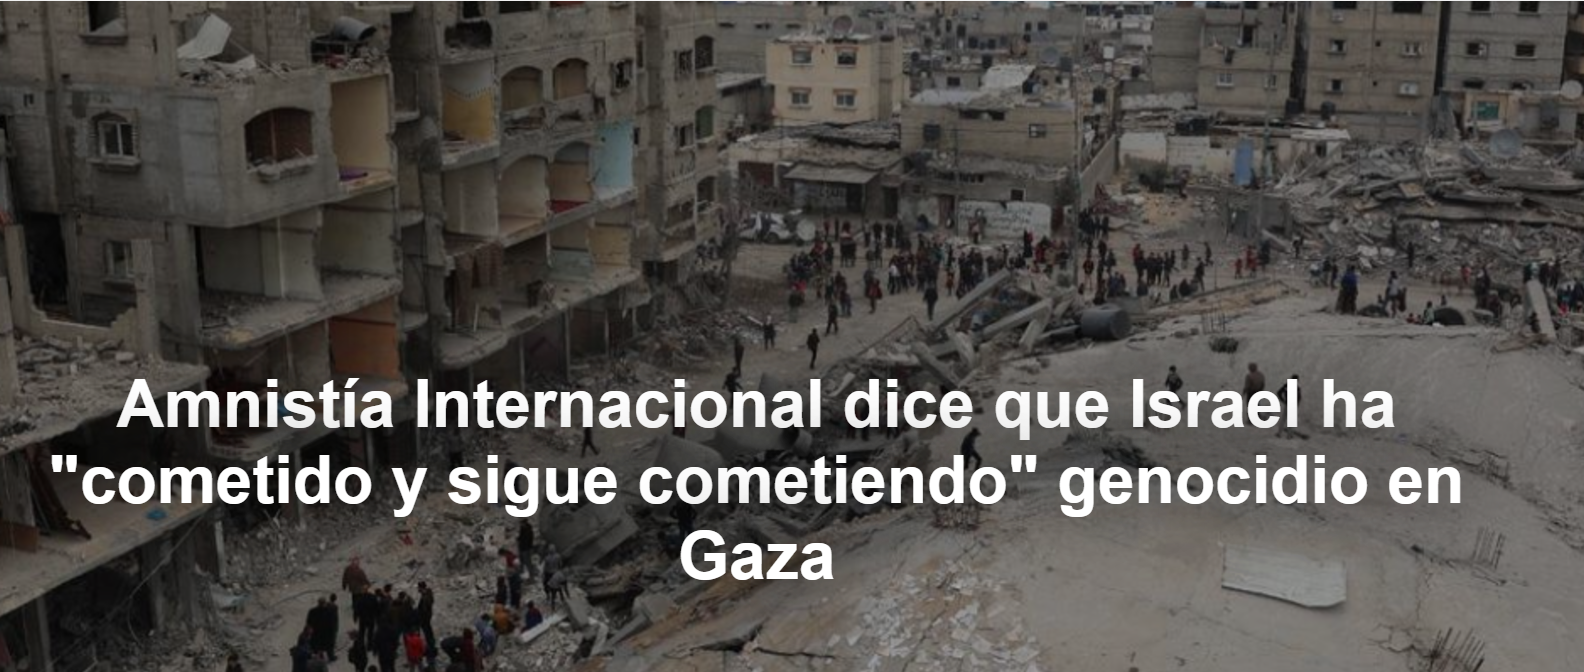 Amnistía Internacional dice que Israel ha
"cometido y sigue cometiendo" genocidio en
Gaza